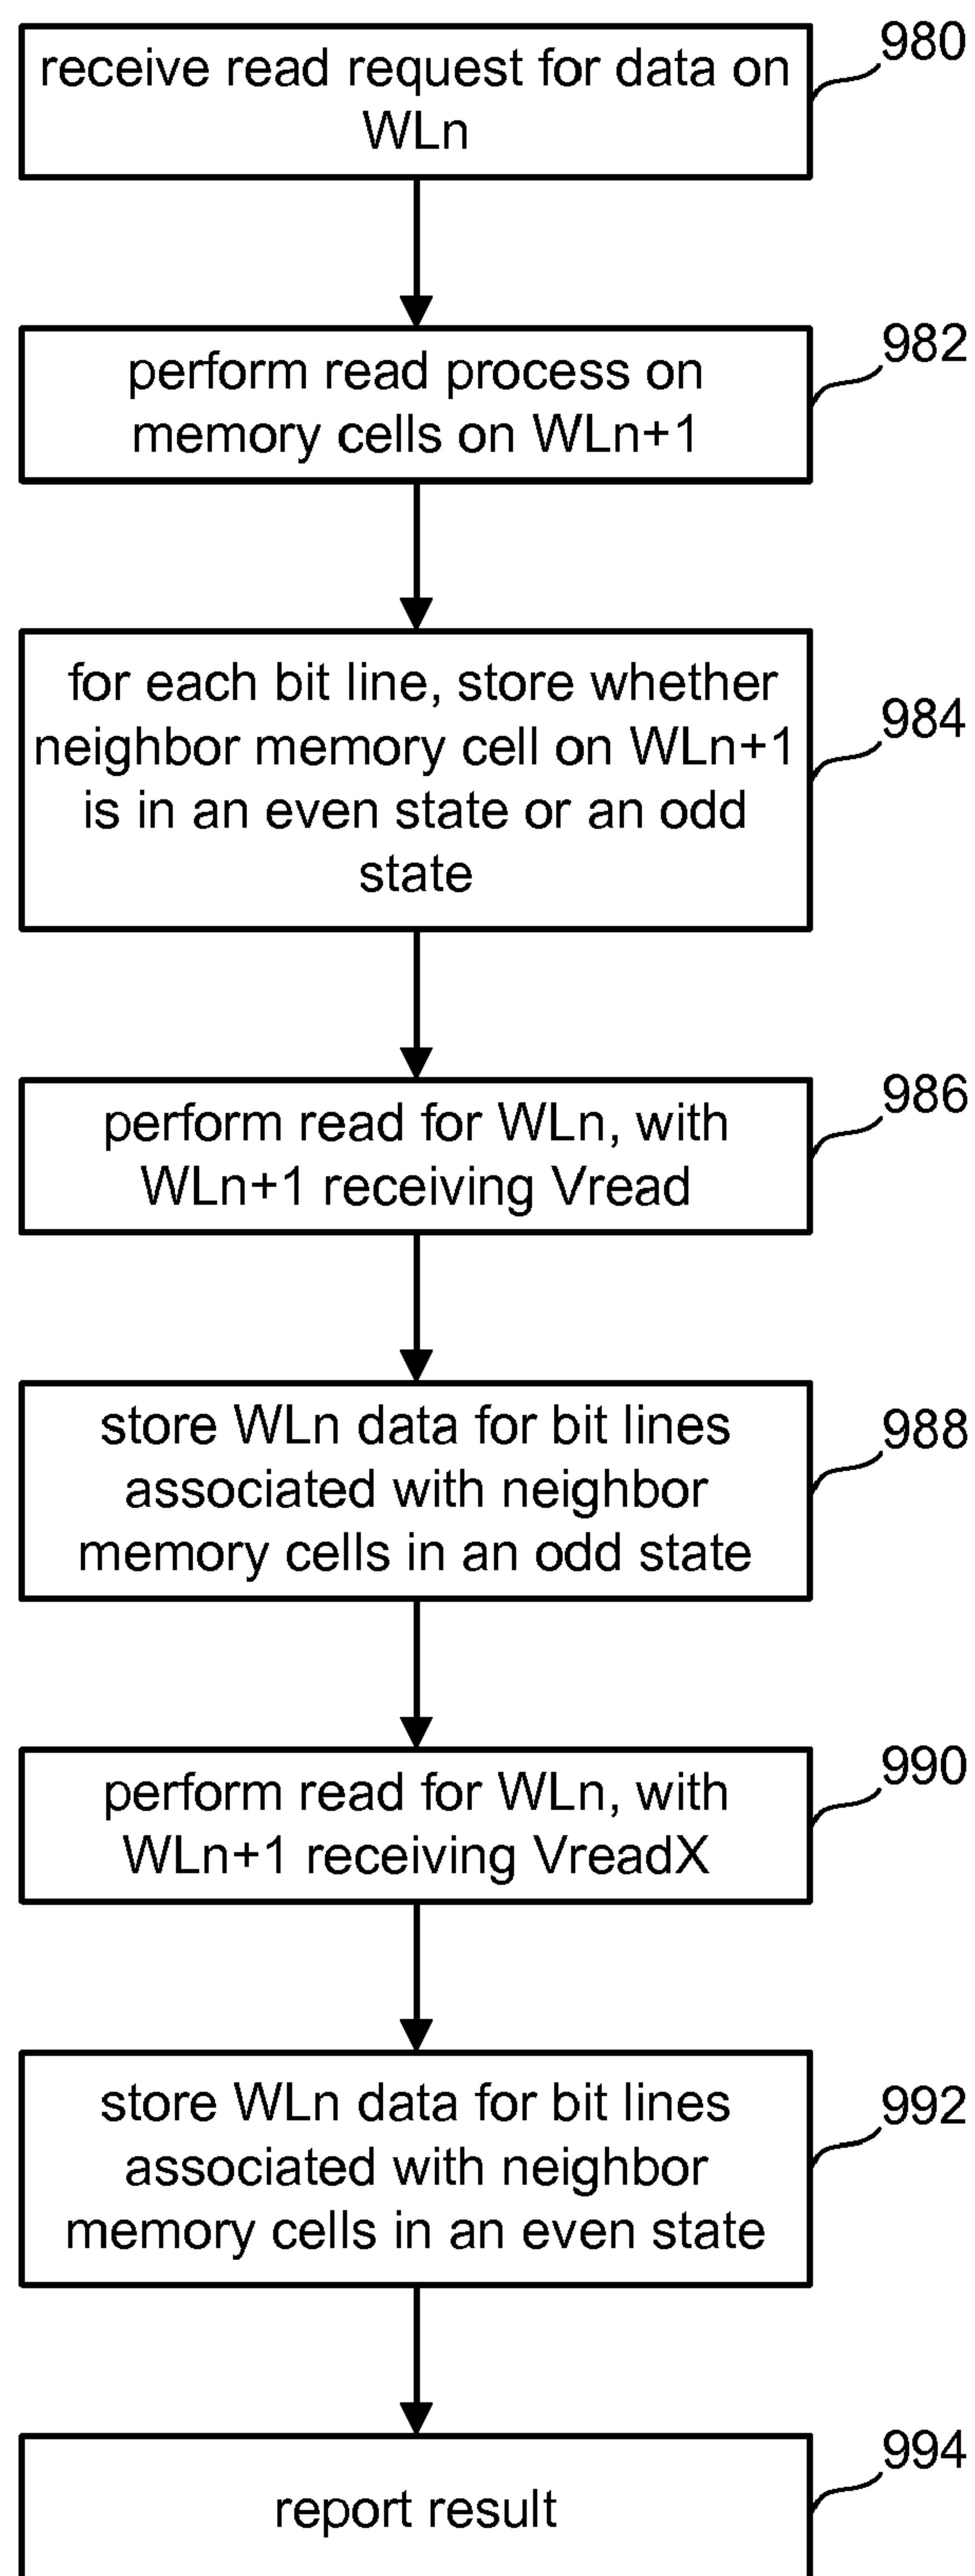 980
receive read request for data on
WLn
982
perform read process on
memory cells on WLn+1
for each bit line, store whether
984
neighbor memory cell on WLn+1
is in an even state or an odd
state
986
perform read for WLn, with
WLn+1 receiving Vread
988
store WLn data for bit lines
associated with neighbor
memory cells in an odd state
990
perform read for WLn, with
WLn+1 receiving VreadX
992
store WLn data for bit lines
associated with neighbor
memory cells in an even state
994
report result